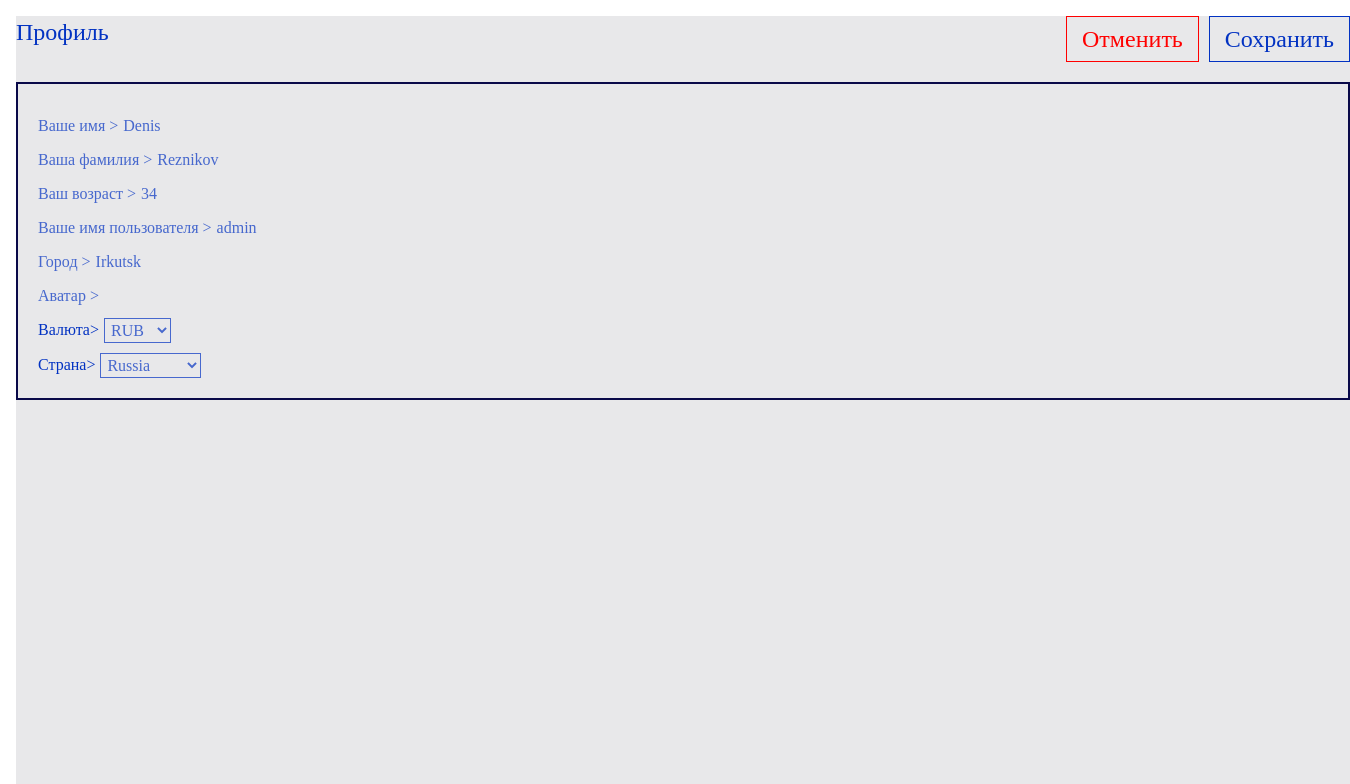 Профиль
Отменить
Сохранить
Ваше имя > Denis
Ваша фамилия > Reznikov
Ваш возраст > 34
Ваше имя пользователя > admin
Город > Irkutsk
Аватар >
Валюта> RUB
Страна> Russia